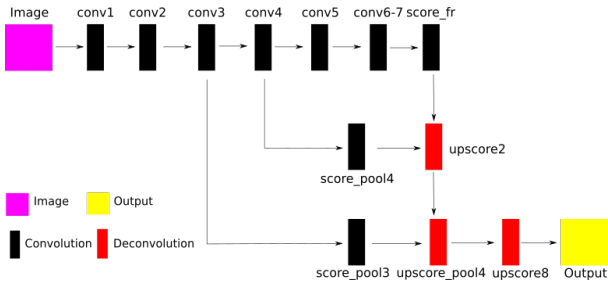 Image conv1 conv2 conv3 conv4 conv5 conv6-7 score_fr
upscore2
score_pool4
Image Output
Convolution Deconvolution
score_pool3 upscore_pool4 upscore8 Output